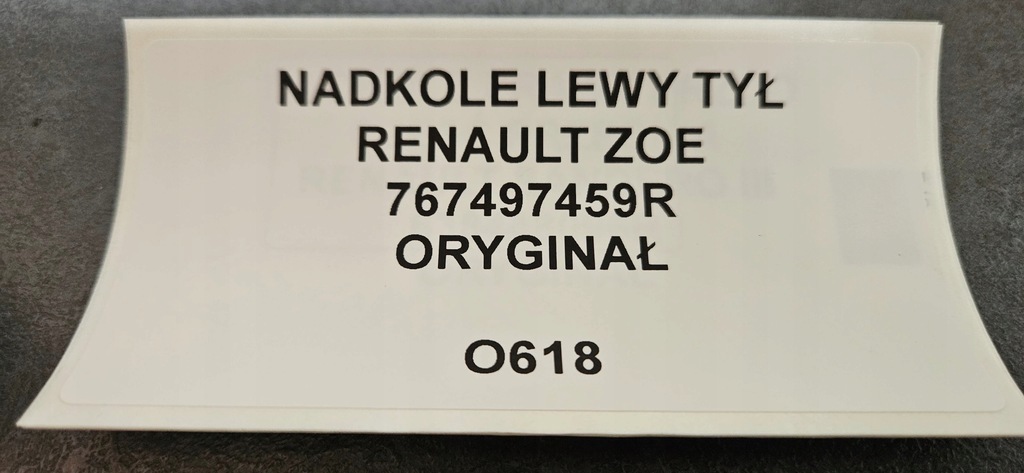 NADKOLE LEWY TYŁ
RENAULT ZOE
767497459R
ORYGINAŁ
O618